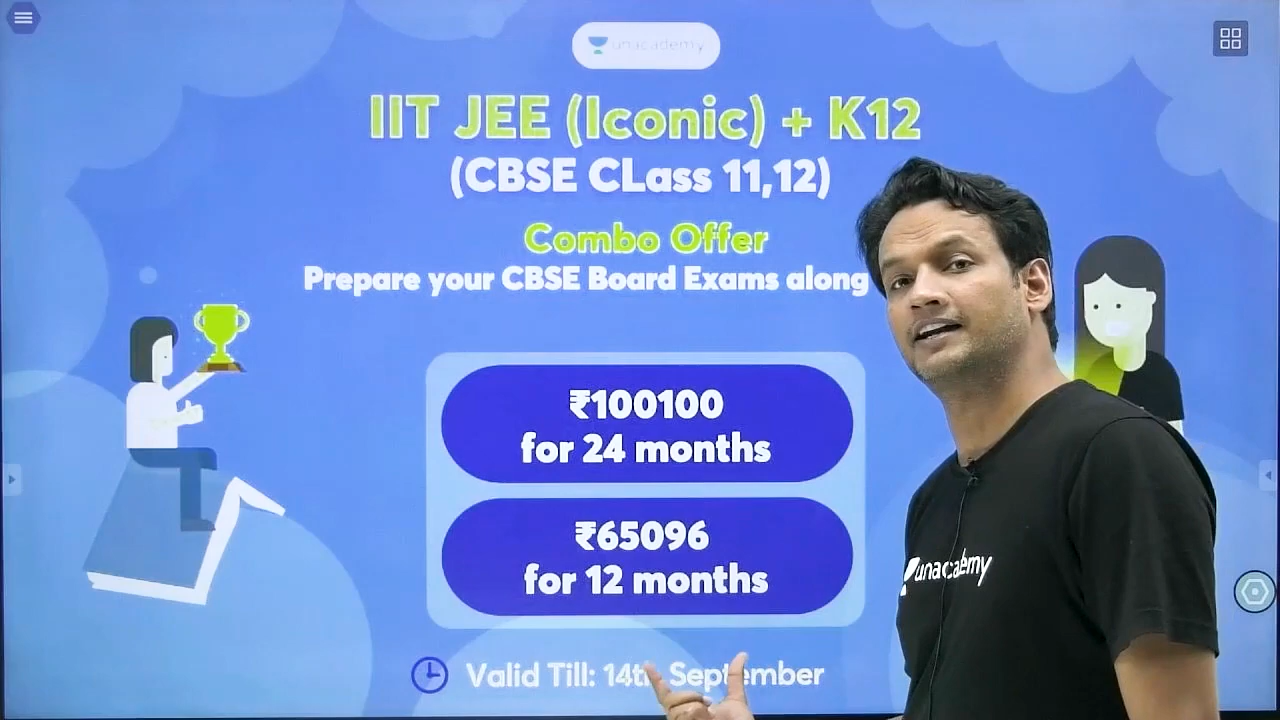 unacademy
IIT JEE (Iconic) + K12
(CBSE CLass 11,12)
Combo Offer
Prepare your CBSE Board Exams along
₹100100
for 24 months
₹65096
for 12 months
unacademy
Valid Till: 14th September